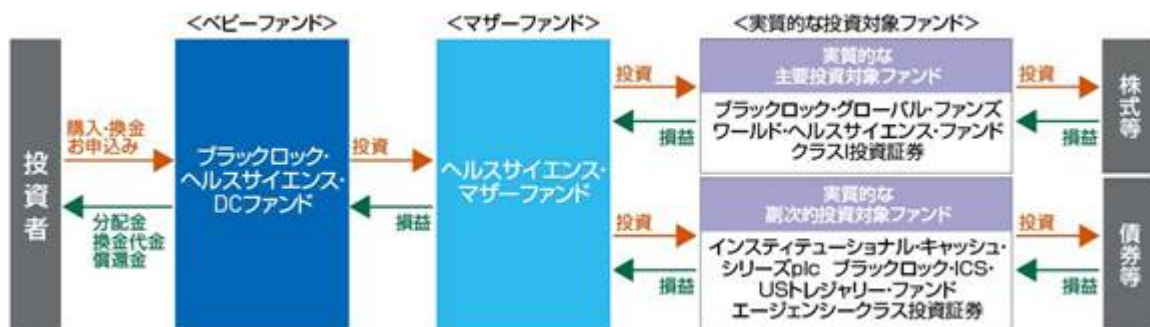 <ベビーファンド>
<マザーファンド>
<実質的な投資対象ファンド>
投資者
購入・換金
お申込み
分配金
換金代金
償還金
ブラックロック・
ヘルスサイエンス・
DCファンド
投資
損益
ヘルスサイエンス・
マザーファンド
投資
損益
実質的な
主要投資対象ファンド
ブラックロック・グローバル・ファンズ
ワールド・ヘルスサイエンス・ファンド
クラスI投資証券
投資
損益
株式等
投資
損益
実質的な
副次的投資対象ファンド
インスティテューショナル・キャッシュ・
シリーズplc ブラックロック・ICS・
USトレジャリー・ファンド
エージェンシークラス投資証券
投資
損益
債券等